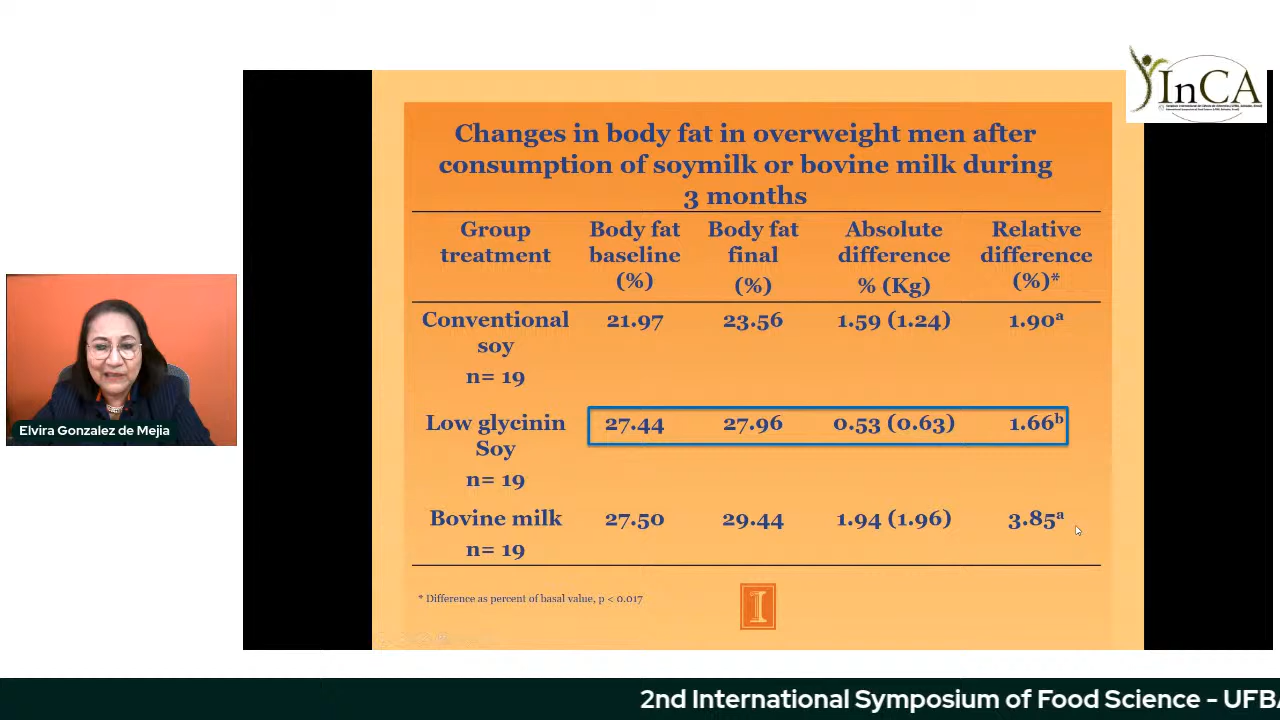 InCA
Changes in body fat in overweight men after
consumption of soymilk or bovine milk during
3 months
Group treatment
Body fat baseline (%)
Body fat final (%)
Absolute difference % (Kg)
Relative difference (%)*
Conventional soy n= 19
21.97
23.56
1.59 (1.24)
1.90ᵃ
Low glycinin Soy n= 19
27.44
27.96
0.53 (0.63)
1.66ᵇ
Bovine milk n= 19
27.50
29.44
1.94 (1.96)
3.85ᵃ
* Difference as percent of basal value, p < 0.017
I
Elvira Gonzalez de Mejia
2nd International Symposium of Food Science - UFBA